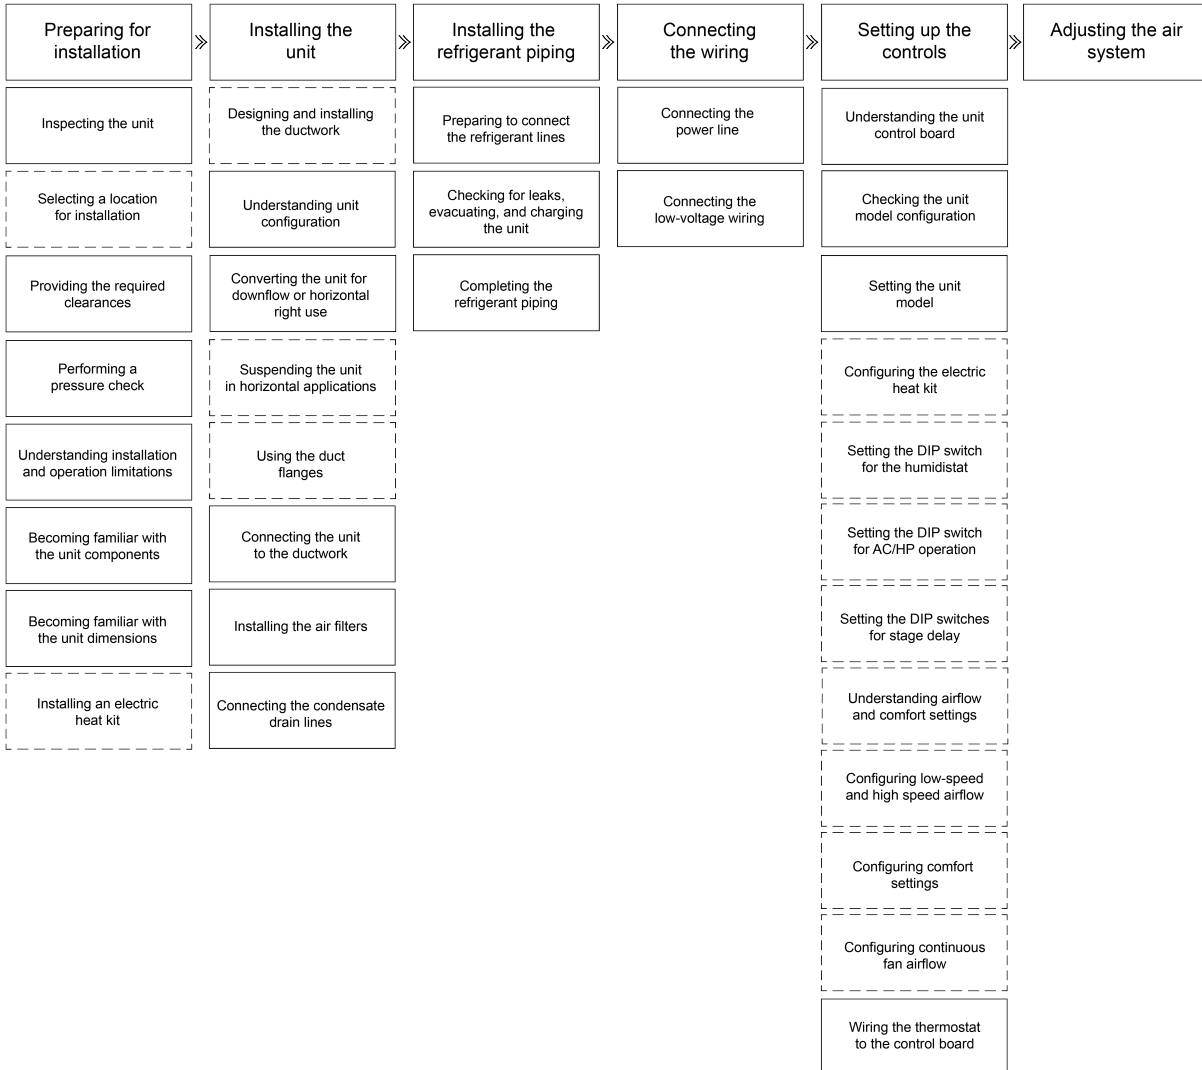 Preparing for
installation
Installing the
unit
Installing the
refrigerant piping
Connecting
the wiring
Setting up the
controls
Adjusting the air
system
Inspecting the unit
Selecting a location
for installation
Providing the required
clearances
Performing a
pressure check
Understanding installation
and operation limitations
Becoming familiar with
the unit components
Becoming familiar with
the unit dimensions
Installing an electric
heat kit
Designing and installing
the ductwork
Understanding unit
configuration
Converting the unit for
downflow or horizontal
right use
Suspending the unit
in horizontal applications
Using the duct
flanges
Connecting the unit
to the ductwork
Installing the air filters
Connecting the condensate
drain lines
Preparing to connect
the refrigerant lines
Checking for leaks,
evacuating, and charging
the unit
Completing the
refrigerant piping
Connecting the
power line
Connecting the
low-voltage wiring
Understanding the unit
control board
Checking the unit
model configuration
Setting the unit
model
Configuring the electric
heat kit
Setting the DIP switch
for the humidistat
Setting the DIP switch
for AC/HP operation
Setting the DIP switches
for stage delay
Understanding airflow
and comfort settings
Configuring low-speed
and high speed airflow
Configuring comfort
settings
Configuring continuous
fan airflow
Wiring the thermostat
to the control board